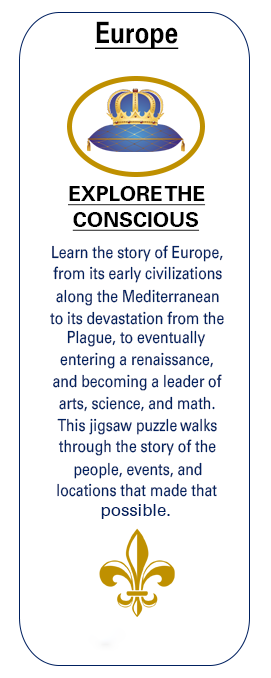 Europe
EXPLORE THE
CONSCIOUS
Learn the story of Europe,
from its early civilizations
along the Mediterranean
to its devastation from the
Plague, to eventually
entering a renaissance,
and becoming a leader of
arts, science, and math.
This jigsaw puzzle walks
through the story of the
people, events, and
locations that made that
possible.